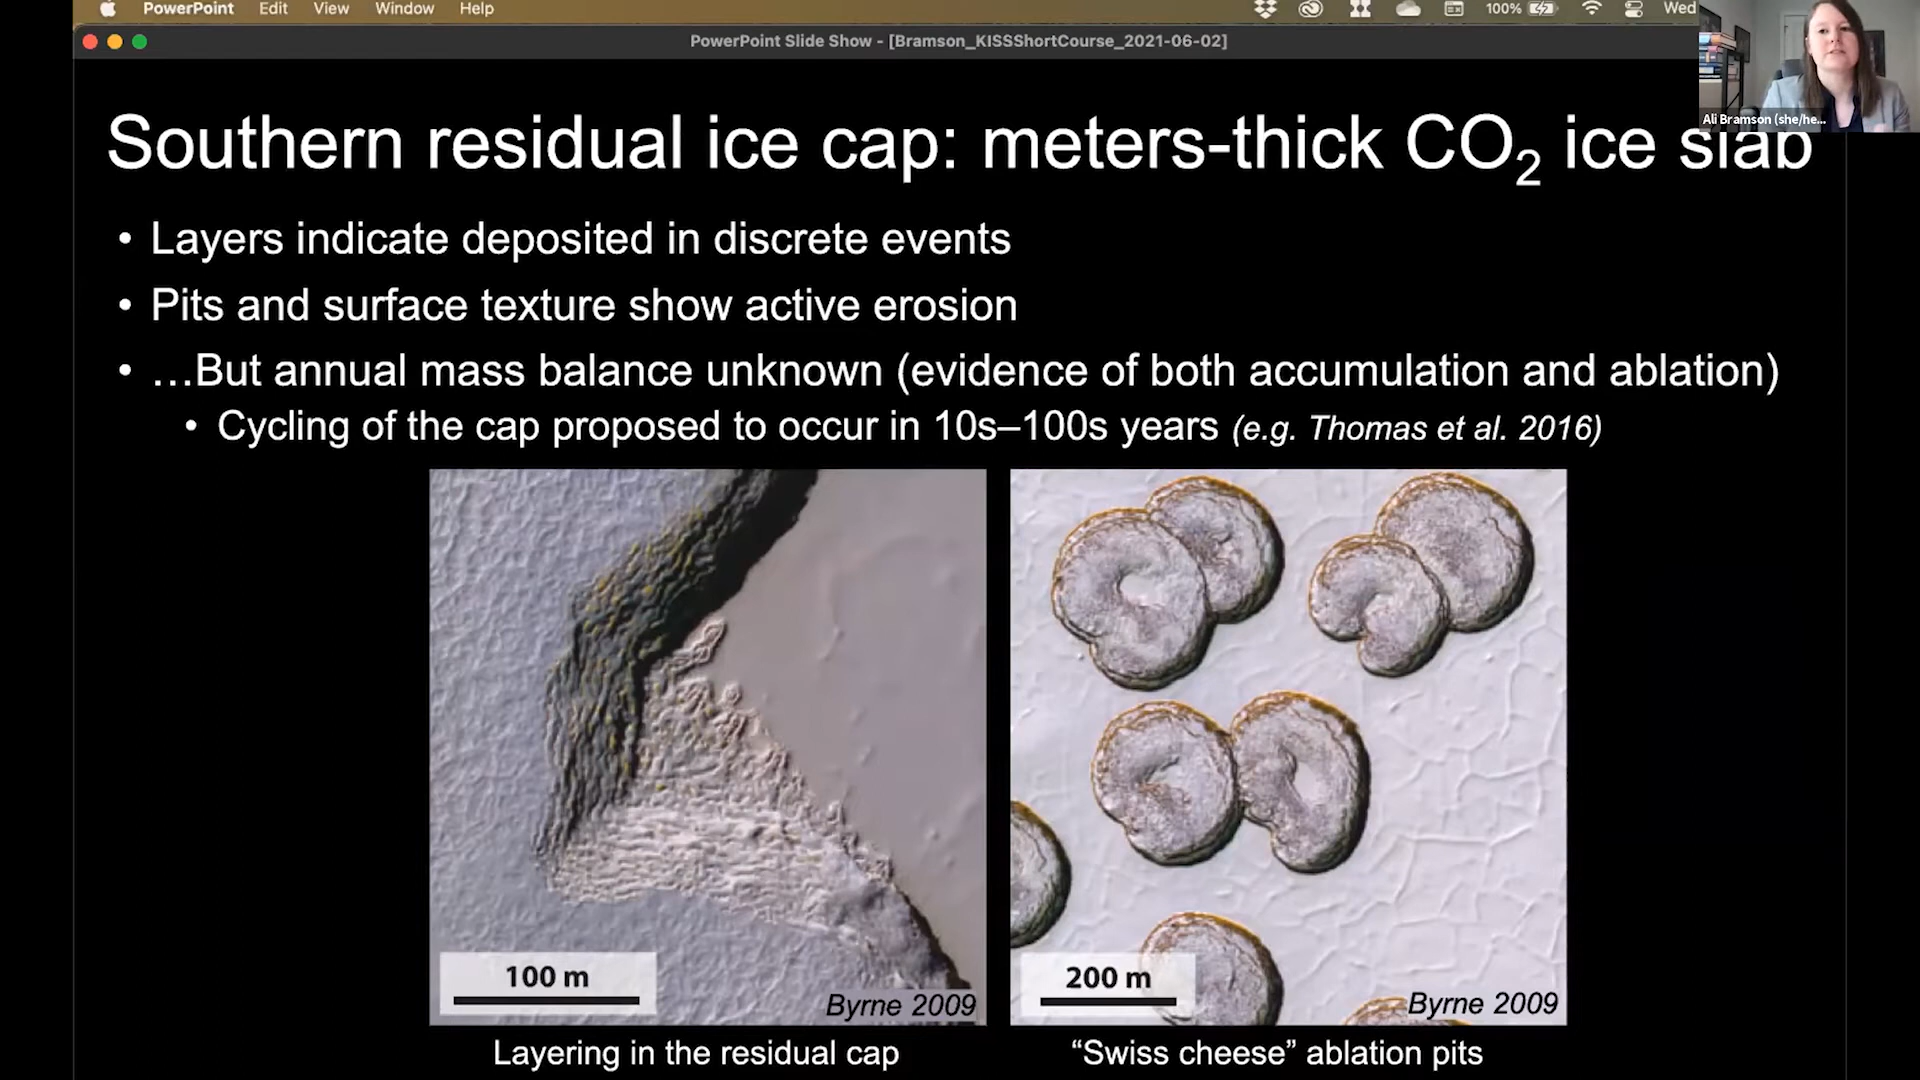 PowerPoint Edit View Window Help 100% Wed
PowerPoint Slide Show - [Bramson_KISSShortCourse_2021-06-02]
Ali Bramson (she/he...
Southern residual ice cap: meters-thick CO₂ ice slab
• Layers indicate deposited in discrete events
• Pits and surface texture show active erosion
• …But annual mass balance unknown (evidence of both accumulation and ablation)
• Cycling of the cap proposed to occur in 10s–100s years (e.g. Thomas et al. 2016)
100 m
Byrne 2009
200 m
Byrne 2009
Layering in the residual cap
“Swiss cheese” ablation pits